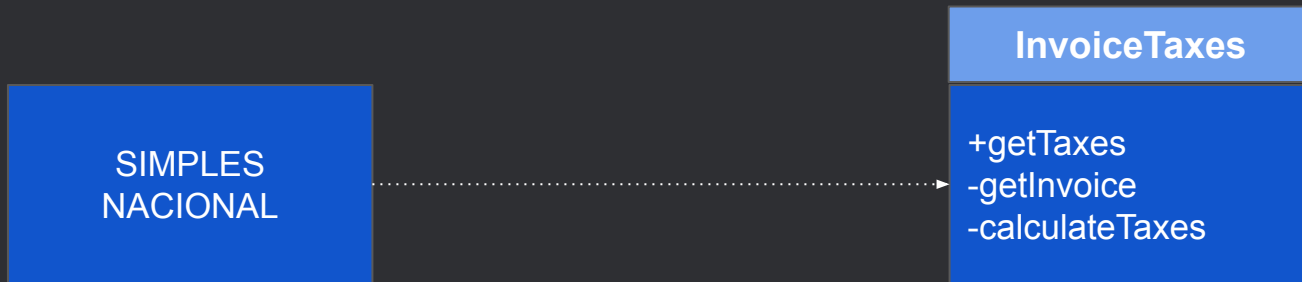 InvoiceTaxes
SIMPLES
NACIONAL
+getTaxes
-getInvoice
-calculateTaxes